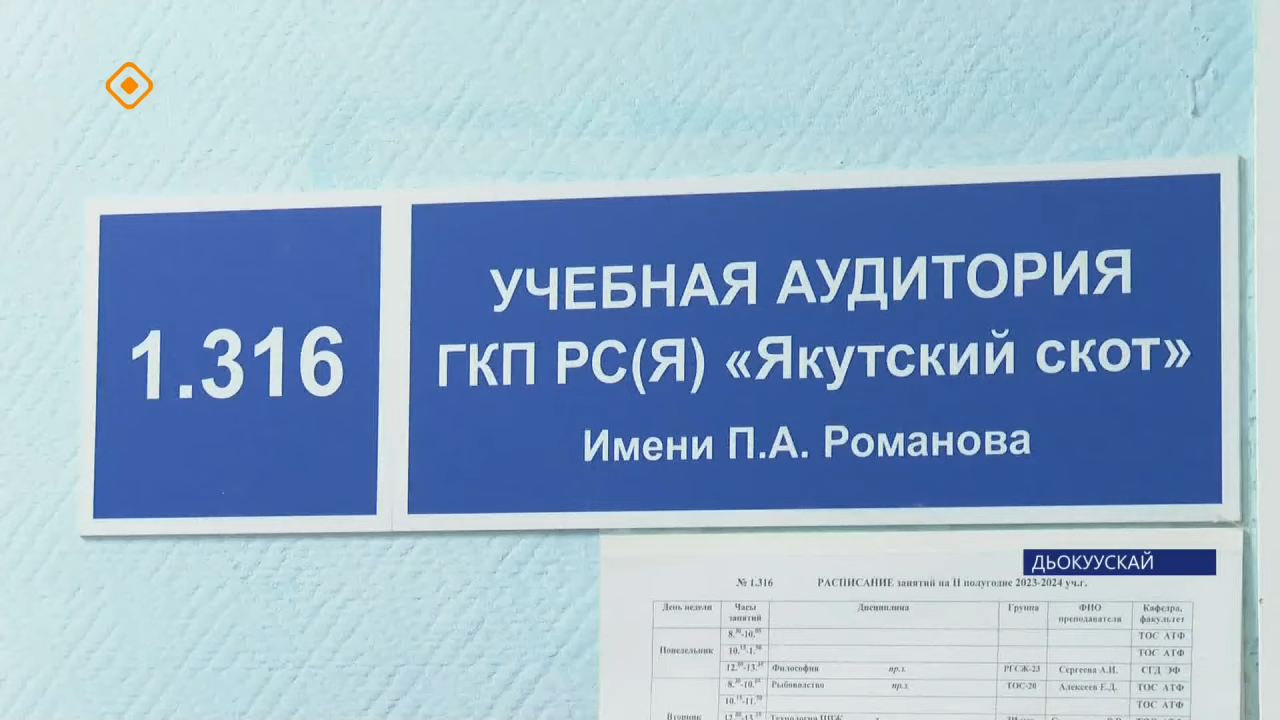 1.316
УЧЕБНАЯ АУДИТОРИЯ
ГКП РС(Я) «Якутский скот»
Имени П.А. Романова
ДЬОКУУСКАЙ
№ 1.316 РАСПИСАНИЕ занятий на II полугодие 2023-2024 уч.г.
День недели Часы занятий Дисциплина Группа ФИО преподавателя Кафедра, факультет
ТОС АТФ
Понедельник ТОС АТФ
Философия пр.з. РГСЖ-23 Сергеева А.И. СГД ЭФ
Рыбоводство пр.з ТОС-20 Алексеев Е.Д. ТОС АТФ
ТОС АТФ
Вторник